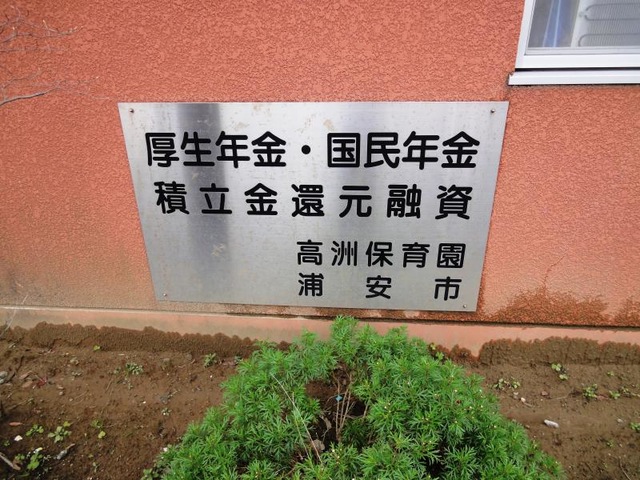 厚生年金・国民年金
積立金還元融資
高洲保育園
浦安市